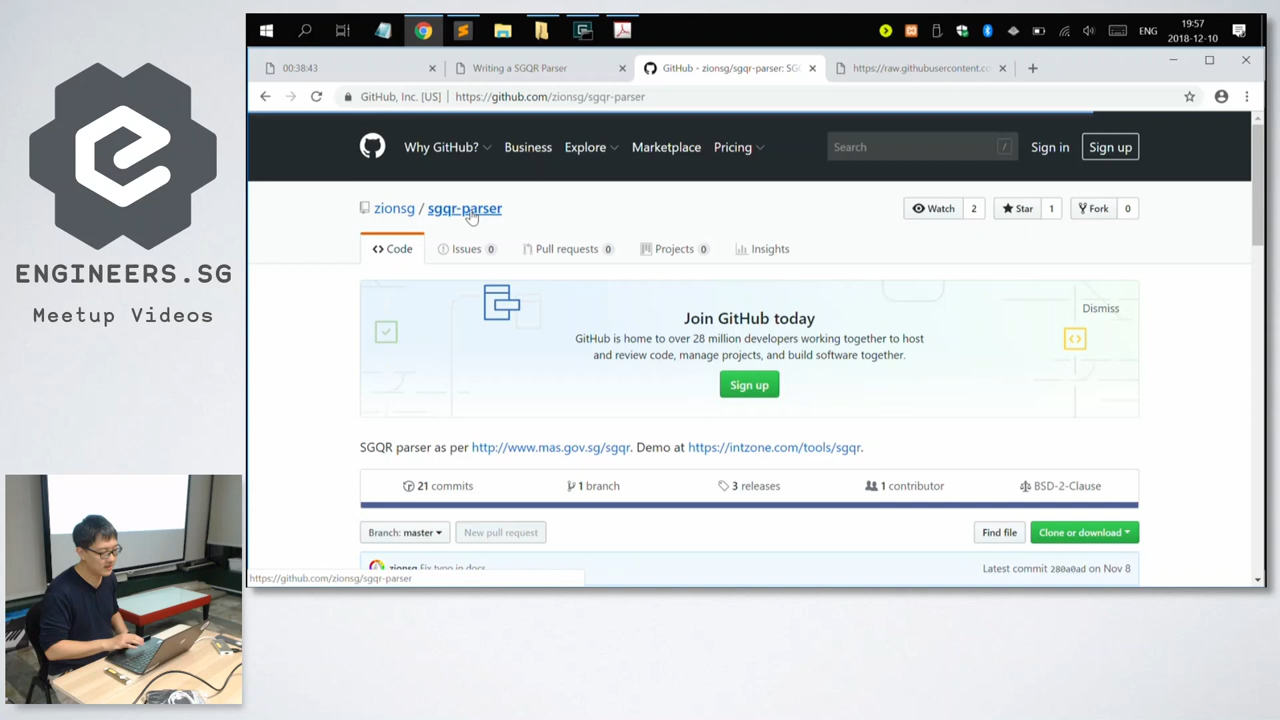 ENGINEERS.SG
Meetup Videos
19:57
ENG
2018-12-10
00:38:43
Writing a SGQR Parser
GitHub - zionsg/sgqr-parser: SG
https://raw.githubusercontent.co
GitHub, Inc. [US]
https://github.com/zionsg/sgqr-parser
Why GitHub?
Business
Explore
Marketplace
Pricing
Search
/
Sign in
Sign up
zionsg / sgqr-parser
Watch 2
Star 1
Fork 0
Code
Issues 0
Pull requests 0
Projects 0
Insights
Dismiss
Join GitHub today
GitHub is home to over 28 million developers working together to host
and review code, manage projects, and build software together.
Sign up
SGQR parser as per http://www.mas.gov.sg/sgqr. Demo at https://intzone.com/tools/sgqr.
21 commits
1 branch
3 releases
1 contributor
BSD-2-Clause
Branch: master
New pull request
Find file
Clone or download
zionsg Fix typo in docs
Latest commit 280a0ad on Nov 8
https://github.com/zionsg/sgqr-parser